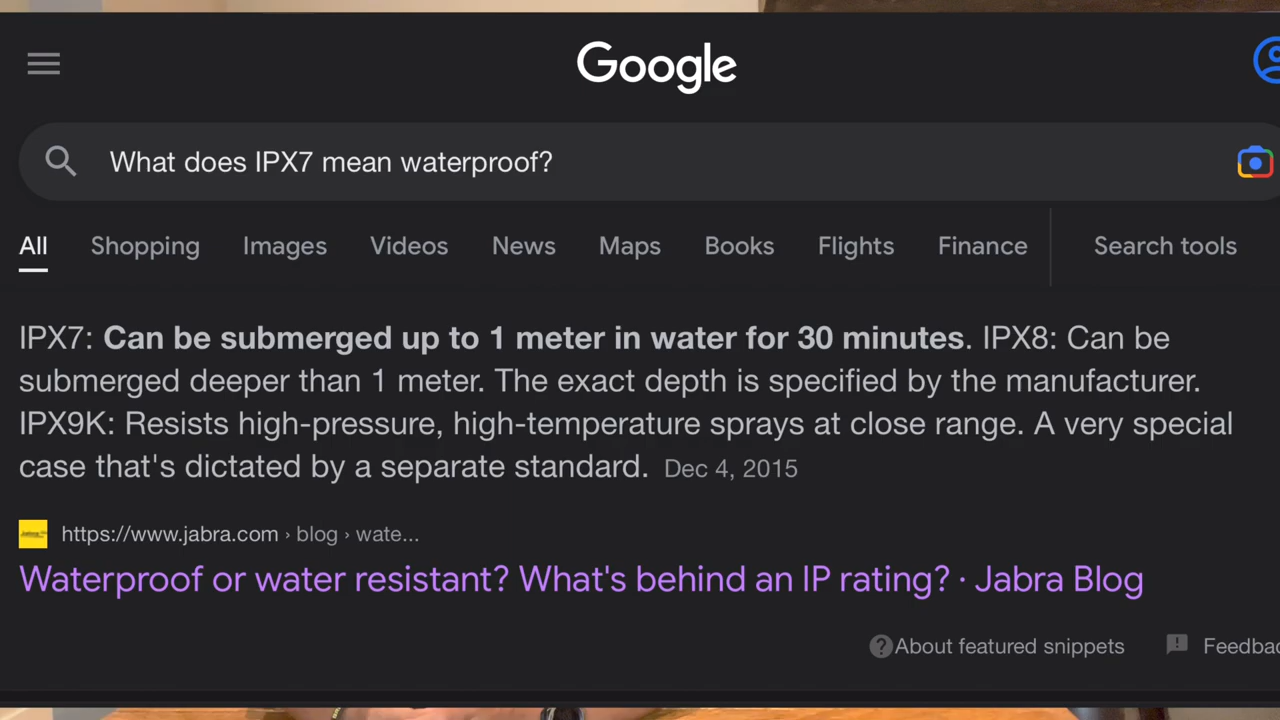 Google
What does IPX7 mean waterproof?
All Shopping Images Videos News Maps Books Flights Finance Search tools
IPX7: Can be submerged up to 1 meter in water for 30 minutes. IPX8: Can be
submerged deeper than 1 meter. The exact depth is specified by the manufacturer.
IPX9K: Resists high-pressure, high-temperature sprays at close range. A very special
case that's dictated by a separate standard. Dec 4, 2015
https://www.jabra.com › blog › wate...
Waterproof or water resistant? What's behind an IP rating? · Jabra Blog
About featured snippets Feedba